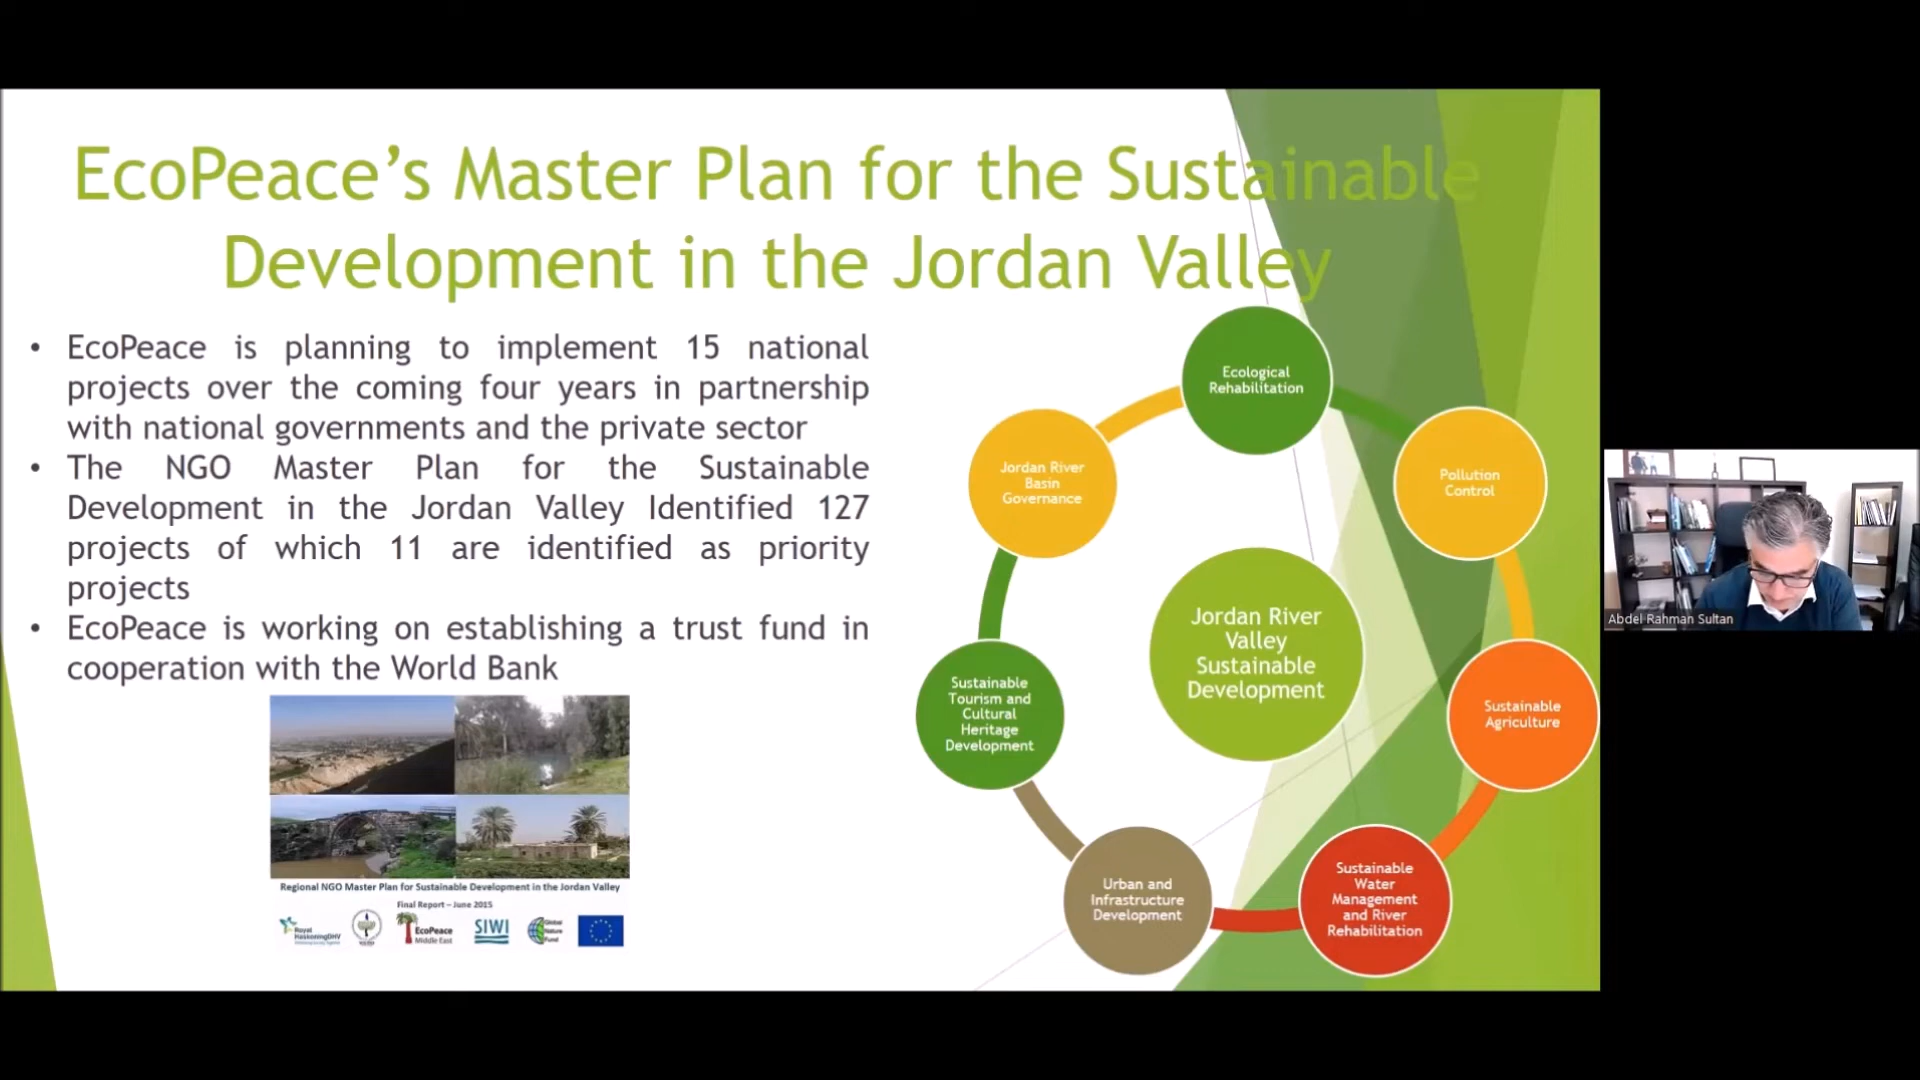 EcoPeace’s Master Plan for the Sustainable
Development in the Jordan Valley
• EcoPeace is planning to implement 15 national
projects over the coming four years in partnership
with national governments and the private sector
• The NGO Master Plan for the Sustainable
Development in the Jordan Valley Identified 127
projects of which 11 are identified as priority
projects
• EcoPeace is working on establishing a trust fund in
cooperation with the World Bank
Regional NGO Master Plan for Sustainable Development in the Jordan Valley
Final Report – June 2015
Royal
HaskoningDHV
EcoPeace
Middle East
SIWI
Global
Nature
Fund
Ecological
Rehabilitation
Pollution
Control
Sustainable
Agriculture
Sustainable
Water
Management
and River
Rehabilitation
Urban and
Infrastructure
Development
Sustainable
Tourism and
Cultural
Heritage
Development
Jordan River
Basin
Governance
Jordan River
Valley
Sustainable
Development
Abdel Rahman Sultan